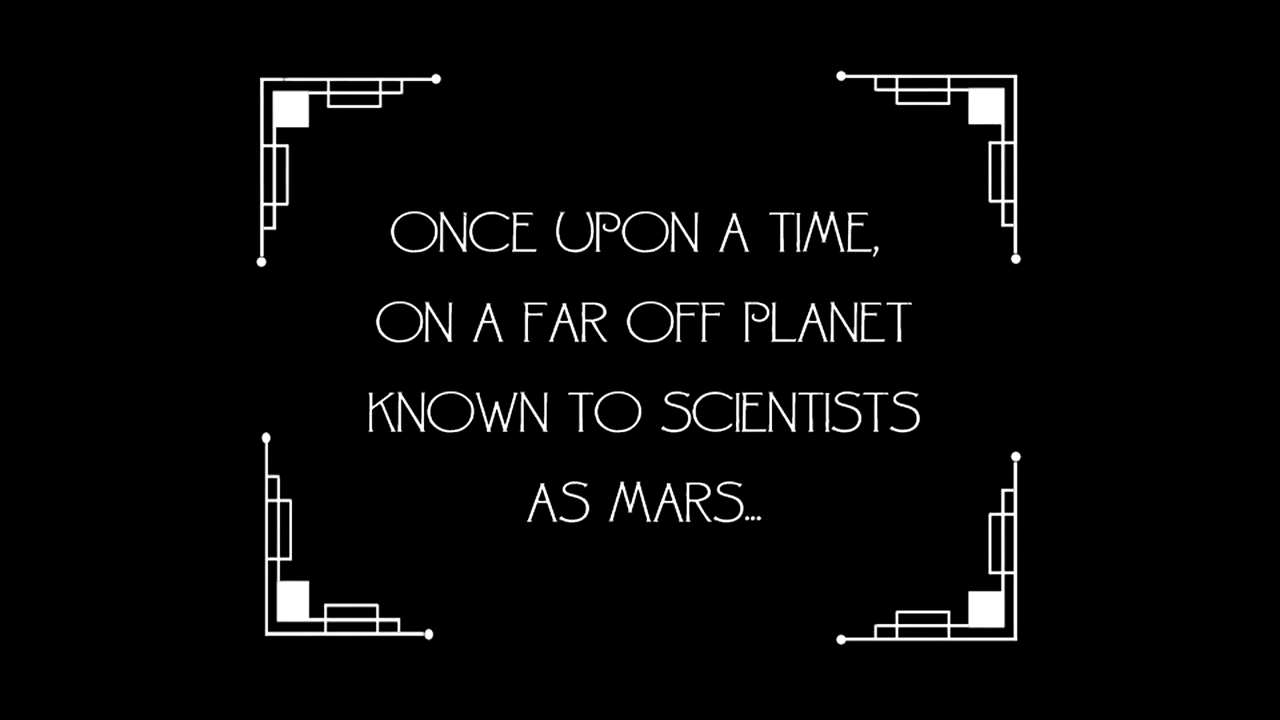 ONCE UPON A TIME,
ON A FAR OFF PLANET
KNOWN TO SCIENTISTS
AS MARS...